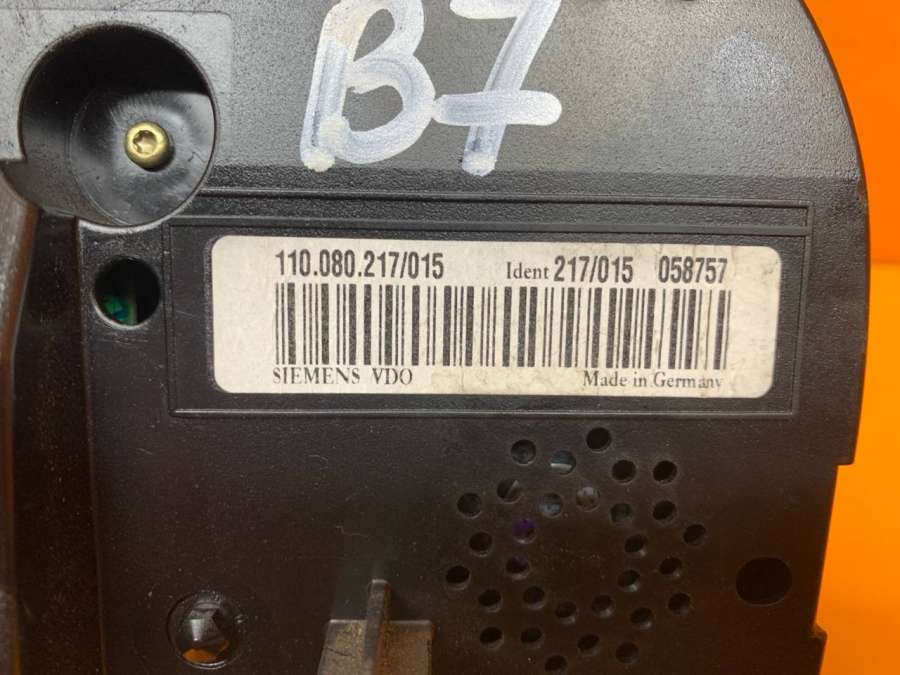 B7
110.080.217/015 Ident 217/015 058757
SIEMENS VDO Made in Germany